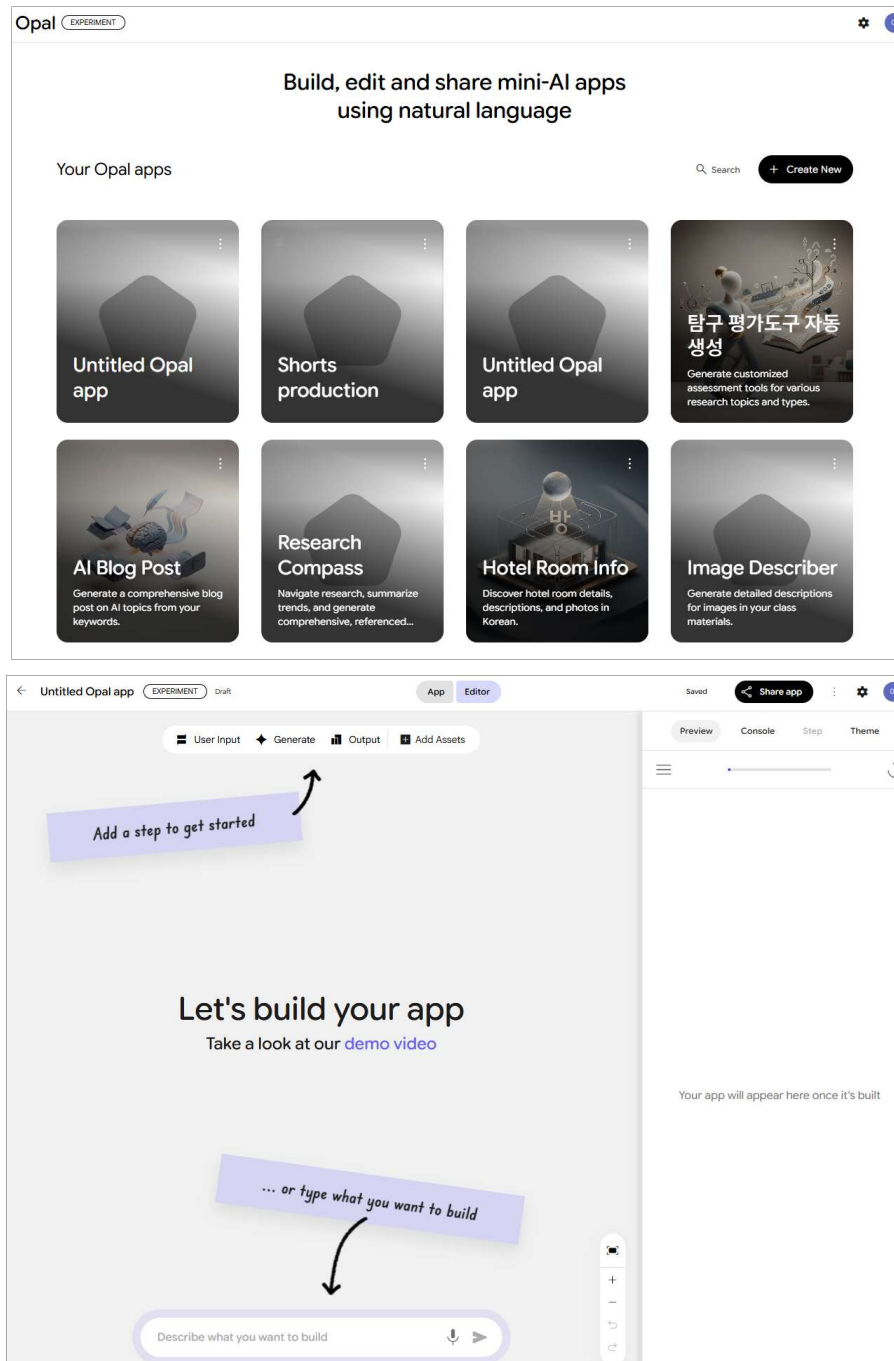 Opal EXPERIMENT
Build, edit and share mini-AI apps
using natural language
Your Opal apps
Search
+ Create New
Untitled Opal
app
Shorts
production
Untitled Opal
app
탐구 평가도구 자동
생성
Generate customized
assessment tools for various
research topics and types.
AI Blog Post
Generate a comprehensive blog
post on AI topics from your
keywords.
Research
Compass
Navigate research, summarize
trends, and generate
comprehensive, referenced...
방
Hotel Room Info
Discover hotel room details,
descriptions, and photos in
Korean.
Image Describer
Generate detailed descriptions
for images in your class
materials.
Untitled Opal app EXPERIMENT Draft
App Editor
Saved
Share app
User Input Generate Output Add Assets
Preview Console Step Theme
Add a step to get started
Let's build your app
Take a look at our demo video
Your app will appear here once it's built
... or type what you want to build
Describe what you want to build